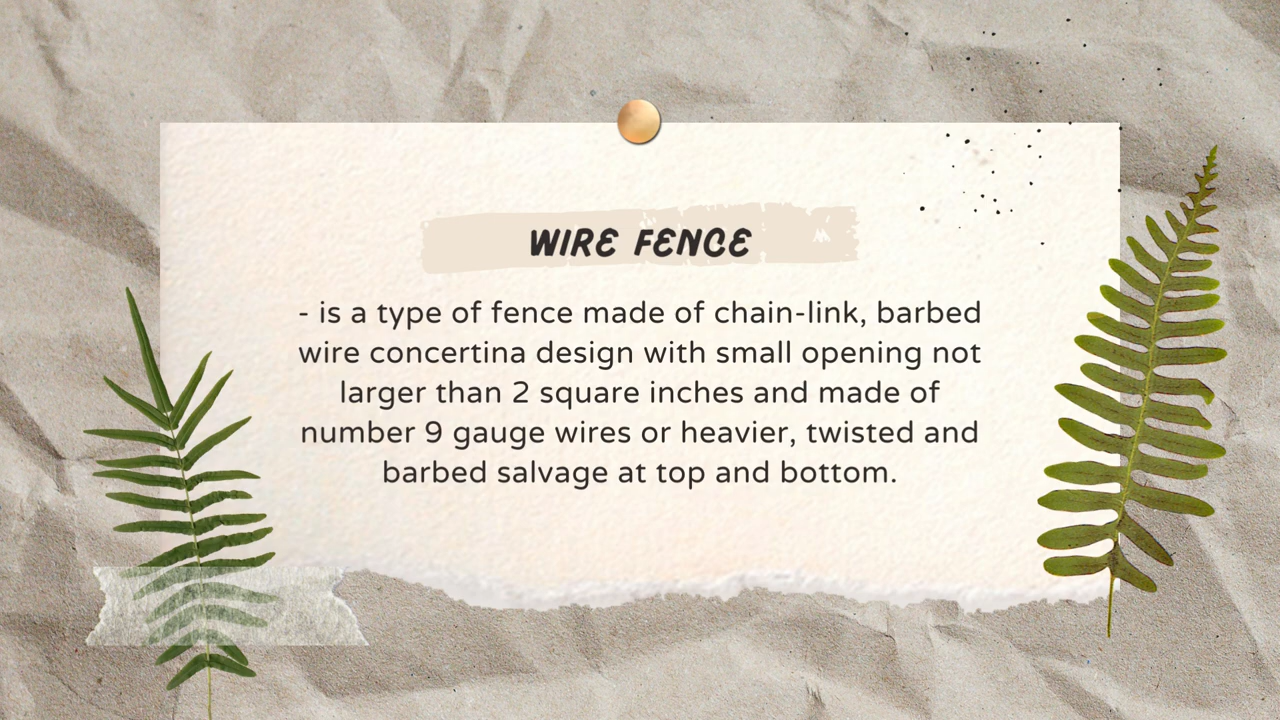 WIRE FENCE
- is a type of fence made of chain-link, barbed
wire concertina design with small opening not
larger than 2 square inches and made of
number 9 gauge wires or heavier, twisted and
barbed salvage at top and bottom.